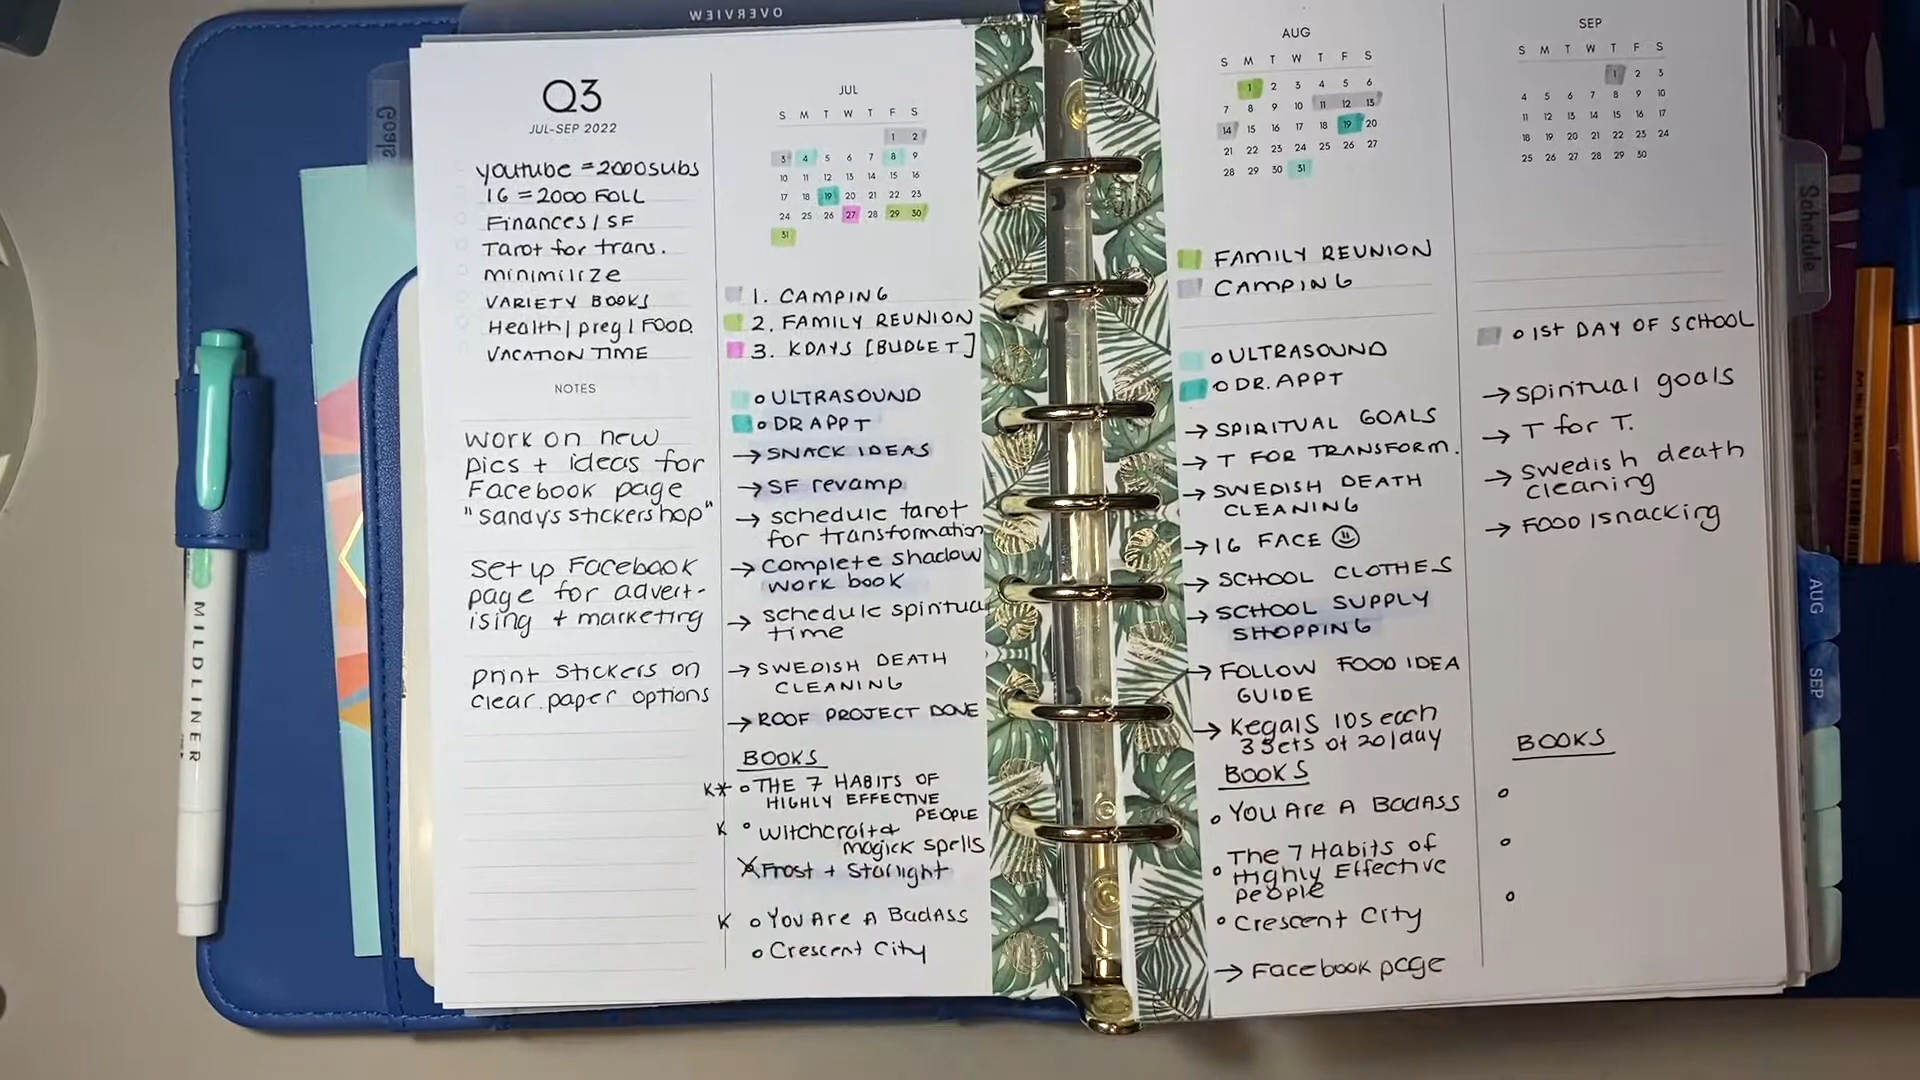 OVERVIEW
Goals
Q3
JUL-SEP 2022
youtube = 2000 subs
IG = 2000 FOLL
Finances / SF
Tarot for trans.
minimilize
VARIETY BOOKS
Health / preg / FOOD.
VACATION TIME
NOTES
work on new
pics + ideas for
Facebook page
"Sandys stickershop"
Set up Facebook
page for advert-
ising + marketing
print stickers on
clear paper options
JUL
S M T W T F S
1 2
3 4 5 6 7 8 9
10 11 12 13 14 15 16
17 18 19 20 21 22 23
24 25 26 27 28 29 30
31
1. CAMPING
2. FAMILY REUNION
3. KDAYS [BUDGET]
o ULTRASOUND
o DR APPT
→ SNACK IDEAS
→ SF revamp
→ schedule tarot
for transformation
→ complete shadow
work book
→ schedule spiritual
time
→ SWEDISH DEATH
CLEANING
→ ROOF PROJECT DONE
BOOKS
K* o THE 7 HABITS OF
HIGHLY EFFECTIVE
PEOPLE
K o witchcraft +
magick spells
X Frost + Starlight
K o You Are A BadAss
o Crescent City
AUG
S M T W T F S
1 2 3 4 5 6
7 8 9 10 11 12 13
14 15 16 17 18 19 20
21 22 23 24 25 26 27
28 29 30 31
FAMILY REUNION
CAMPING
o ULTRASOUND
o DR. APPT
→ SPIRITUAL GOALS
→ T FOR TRANSFORM.
→ SWEDISH DEATH
CLEANING
→ IG FACE
→ SCHOOL CLOTHES
→ SCHOOL SUPPLY
SHOPPING
→ FOLLOW FOOD IDEA
GUIDE
→ Kegals 10s each
3 sets of 20/day
BOOKS
o You Are A BadAss
o The 7 Habits of
Highly Effective
people
o Crescent City
→ Facebook page
SEP
S M T W T F S
1 2 3
4 5 6 7 8 9 10
11 12 13 14 15 16 17
18 19 20 21 22 23 24
25 26 27 28 29 30
o 1st DAY OF SCHOOL
→ spiritual goals
→ T for T.
→ Swedish death
cleaning
→ FOOD/snacking
BOOKS
Schedule
AUG
SEP
MILDLINER